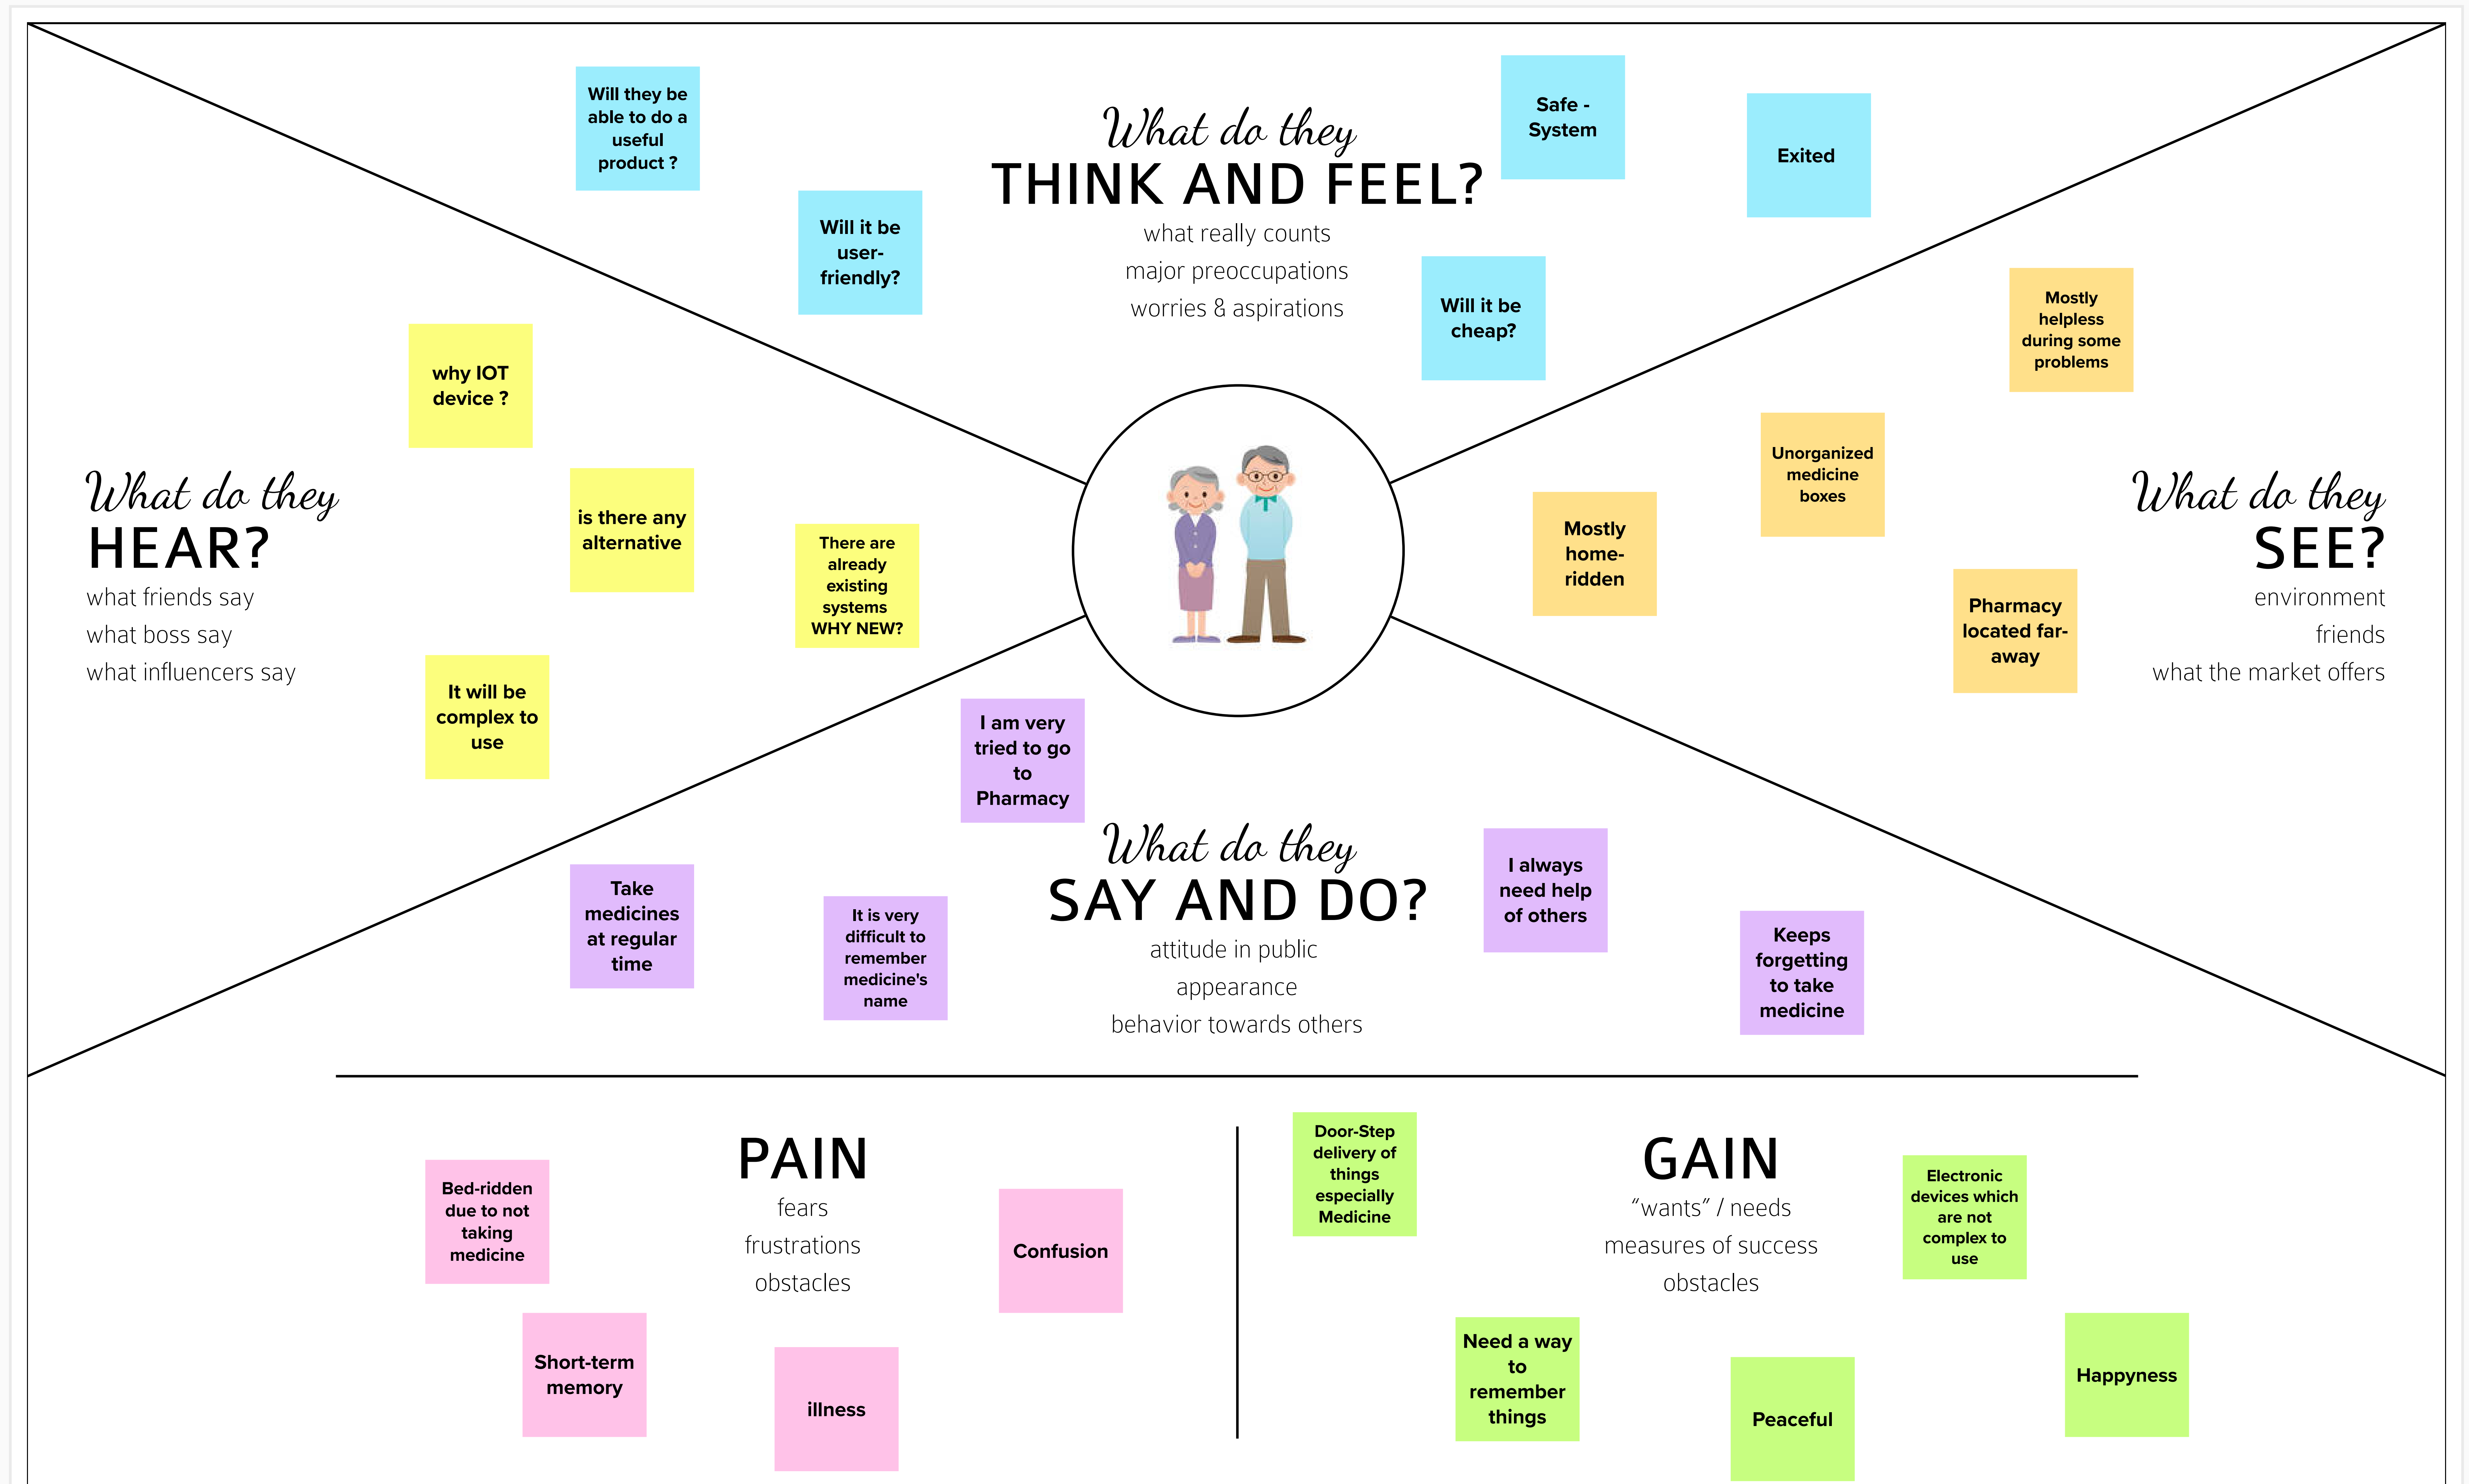 Will they be
able to do a
useful
product ?
Will it be
user-
friendly?
What do they
THINK AND FEEL?
what really counts
major preoccupations
worries & aspirations
Safe -
System
Exited
Will it be
cheap?
why IOT
device ?
is there any
alternative
There are
already
existing
systems
WHY NEW?
It will be
complex to
use
What do they
HEAR?
what friends say
what boss say
what influencers say
Mostly
helpless
during some
problems
Unorganized
medicine
boxes
Mostly
home-
ridden
Pharmacy
located far-
away
What do they
SEE?
environment
friends
what the market offers
I am very
tried to go
to
Pharmacy
Take
medicines
at regular
time
It is very
difficult to
remember
medicine's
name
What do they
SAY AND DO?
attitude in public
appearance
behavior towards others
I always
need help
of others
Keeps
forgetting
to take
medicine
PAIN
fears
frustrations
obstacles
Bed-ridden
due to not
taking
medicine
Confusion
Short-term
memory
illness
Door-Step
delivery of
things
especially
Medicine
GAIN
“wants” / needs
measures of success
obstacles
Electronic
devices which
are not
complex to
use
Need a way
to
remember
things
Peaceful
Happyness